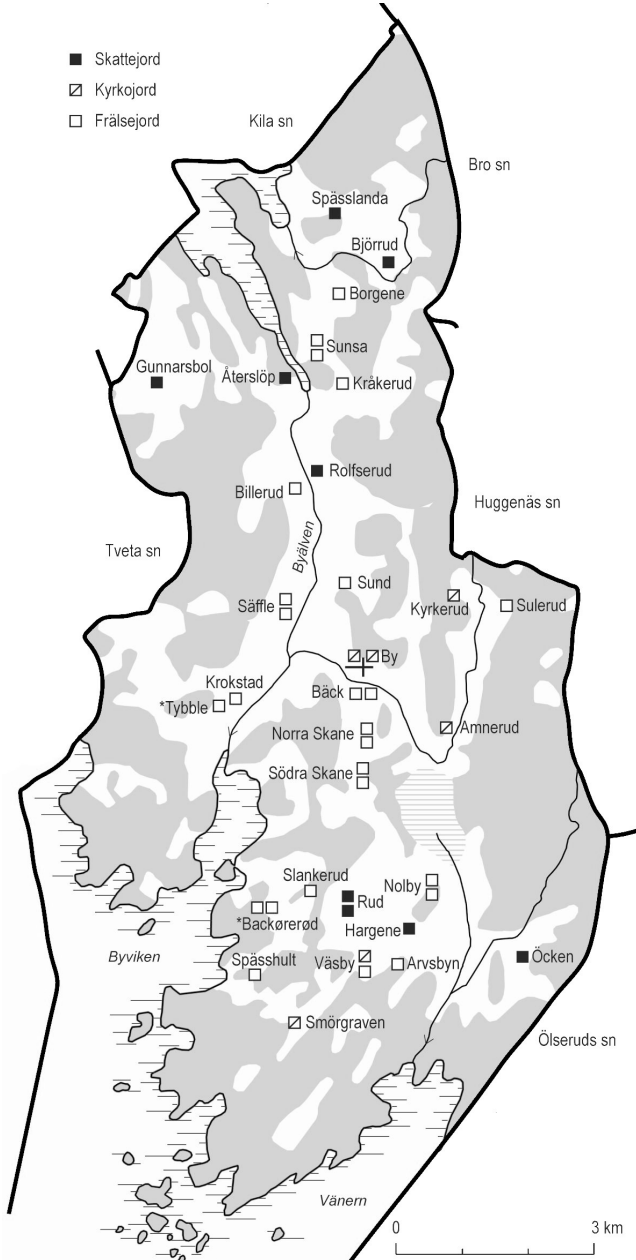 Skattejord
Kyrkojord
Frälsejord
Kila sn
Bro sn
Spässlanda
Björrud
Borgene
Sunsa
Gunnarsbol
Återslöp
Kråkerud
Rolfserud
Billerud
Huggenäs sn
Byälven
Tveta sn
Sund
Kyrkerud
Sulerud
Säffle
By
Krokstad
Bäck
*Tybble
Norra Skane
Amnerud
Södra Skane
Slankerud
Nolby
Rud
*Backørerød
Hargene
Byviken
Spässhult
Väsby
Arvsbyn
Öcken
Smörgraven
Ölseruds sn
Vänern
0 3 km